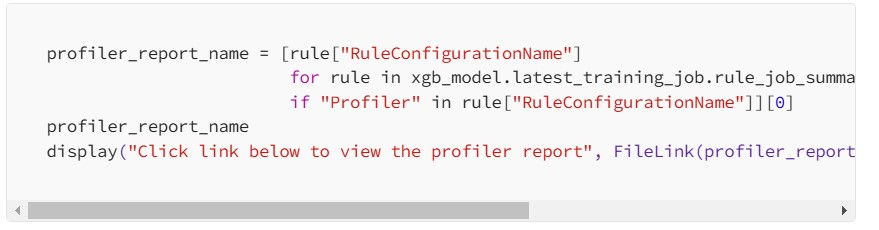 profiler_report_name = [rule["RuleConfigurationName"]
for rule in xgb_model.latest_training_job.rule_job_summa
if "Profiler" in rule["RuleConfigurationName"]][0]
profiler_report_name
display("Click link below to view the profiler report", FileLink(profiler_report